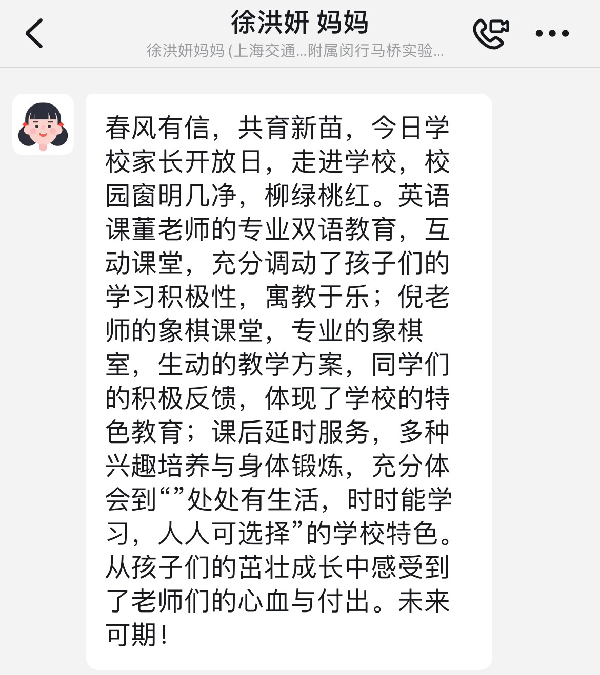 徐洪妍 妈妈
徐洪妍妈妈(上海交通...附属闵行马桥实验...
春风有信，共育新苗，今日学
校家长开放日，走进学校，校
园窗明几净，柳绿桃红。英语
课董老师的专业双语教育，互
动课堂，充分调动了孩子们的
学习积极性，寓教于乐；倪老
师的象棋课堂，专业的象棋
室，生动的教学方案，同学们
的积极反馈，体现了学校的特
色教育；课后延时服务，多种
兴趣培养与身体锻炼，充分体
会到“”处处有生活，时时能学
习，人人可选择”的学校特色。
从孩子们的茁壮成长中感受到
了老师们的心血与付出。未来
可期！